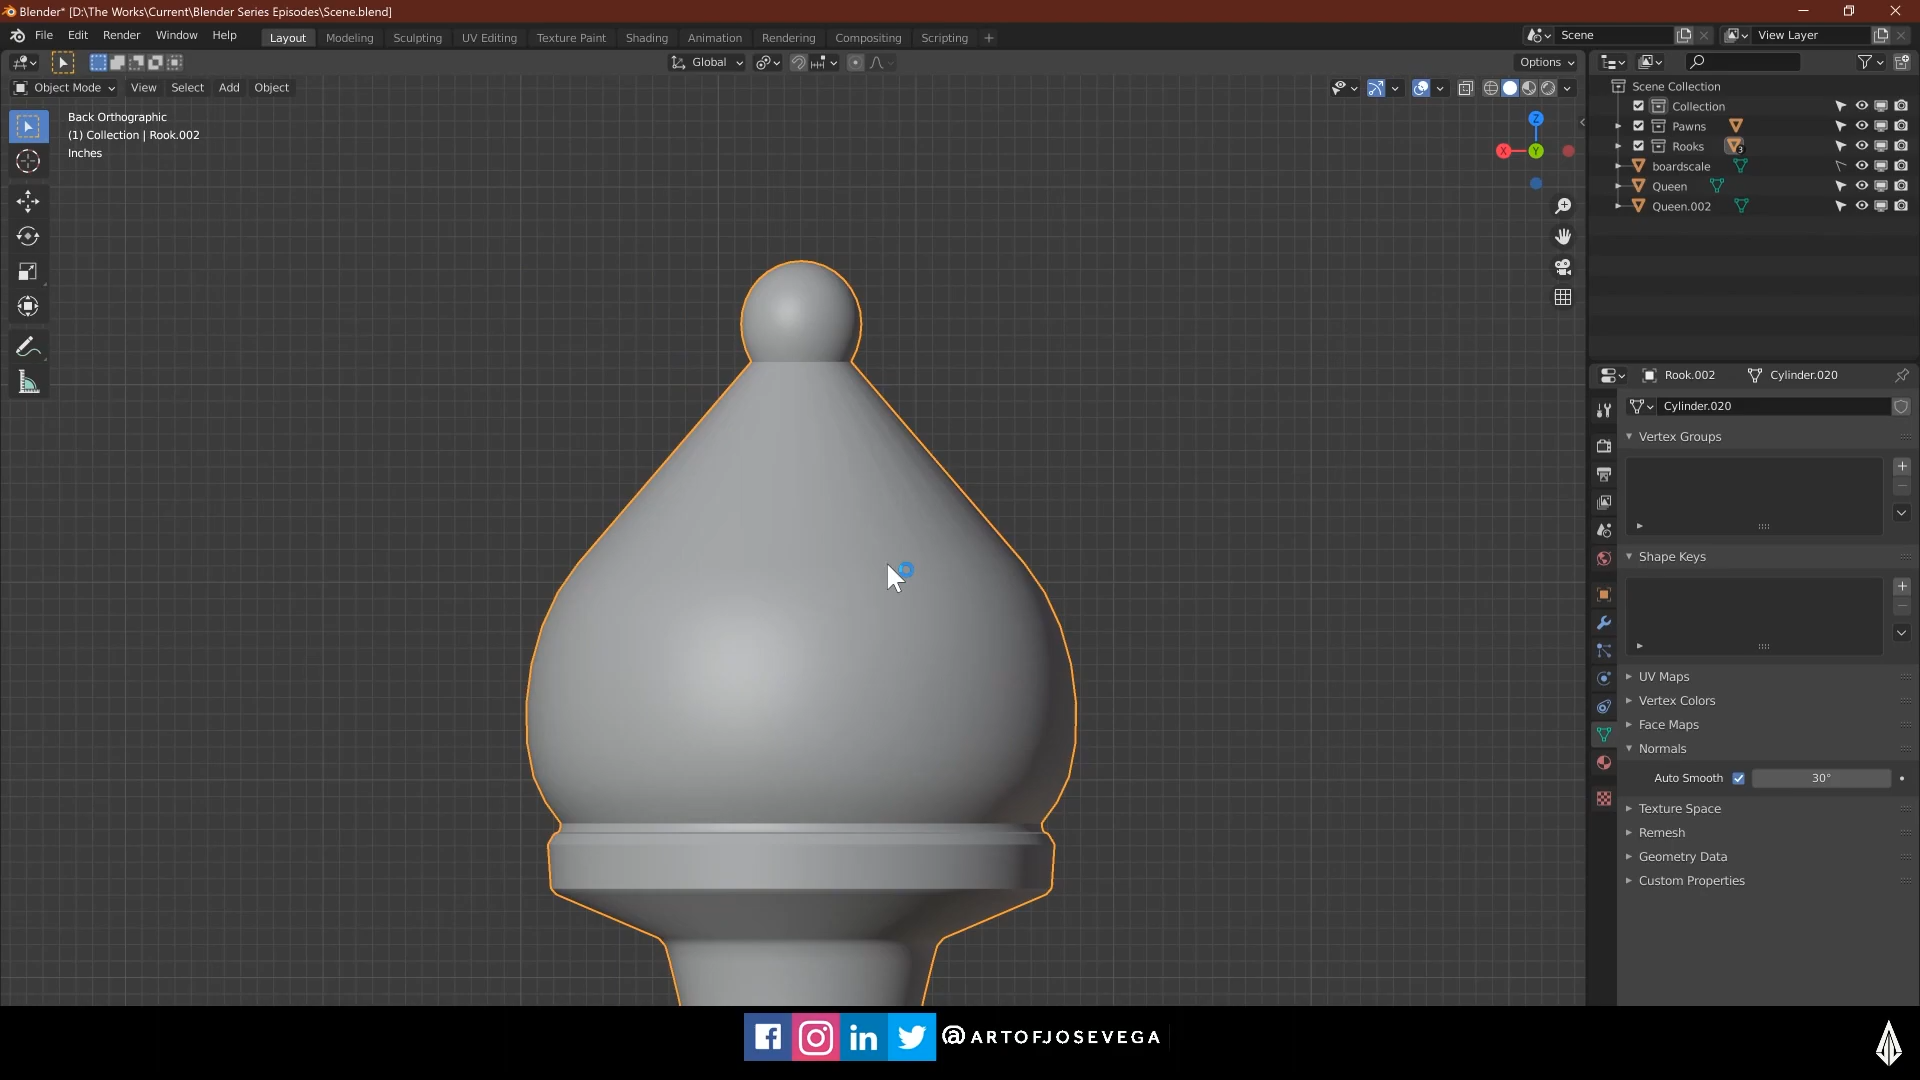 Blender* [D:\The Works\Current\Blender Series Episodes\Scene.blend]
File Edit Render Window Help
Layout Modeling Sculpting UV Editing Texture Paint Shading Animation Rendering Compositing Scripting +
Scene
View Layer
Global
Options
Object Mode View Select Add Object
Back Orthographic
(1) Collection | Rook.002
Inches
Z
X
Y
Scene Collection
Collection
Pawns
Rooks 3
boardscale
Queen
Queen.002
Rook.002 Cylinder.020
Cylinder.020
Vertex Groups
Shape Keys
UV Maps
Vertex Colors
Face Maps
Normals
Auto Smooth 30°
Texture Space
Remesh
Geometry Data
Custom Properties
@ARTOFJOSEVEGA